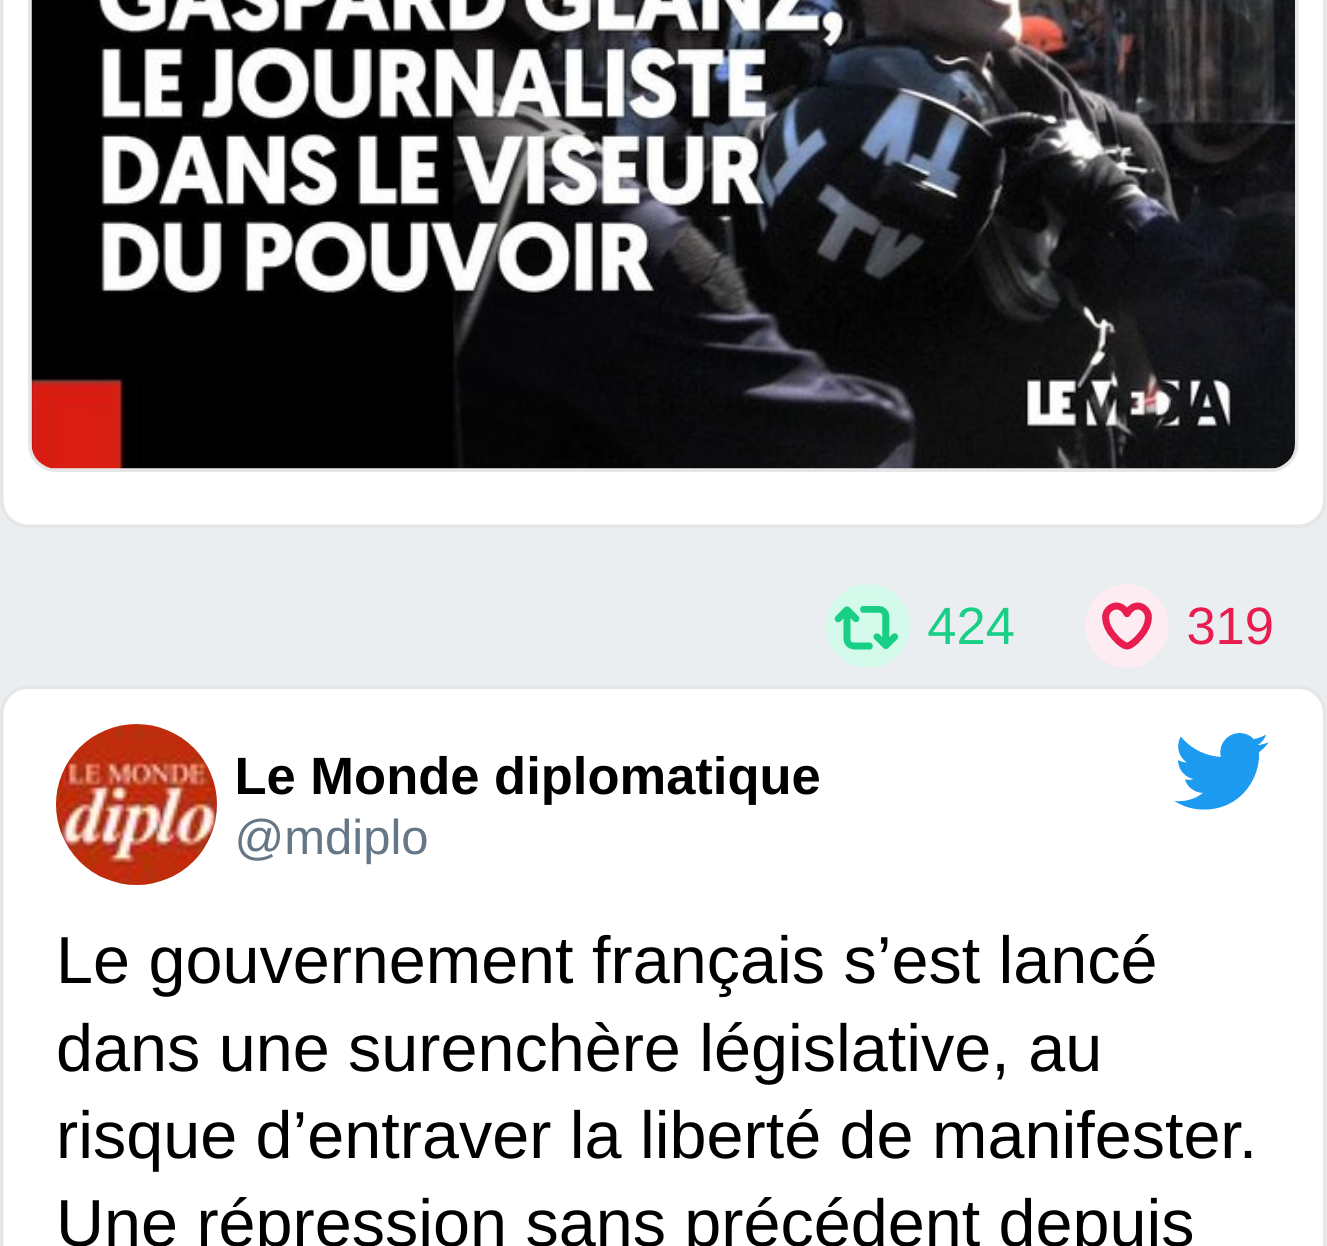 GASPARD GLANZ,
LE JOURNALISTE
DANS LE VISEUR
DU POUVOIR
TV
LE MEDIA
424
319
LE MONDE
diplo
Le Monde diplomatique
@mdiplo
Le gouvernement français s’est lancé
dans une surenchère législative, au
risque d’entraver la liberté de manifester.
Une répression sans précédent depuis